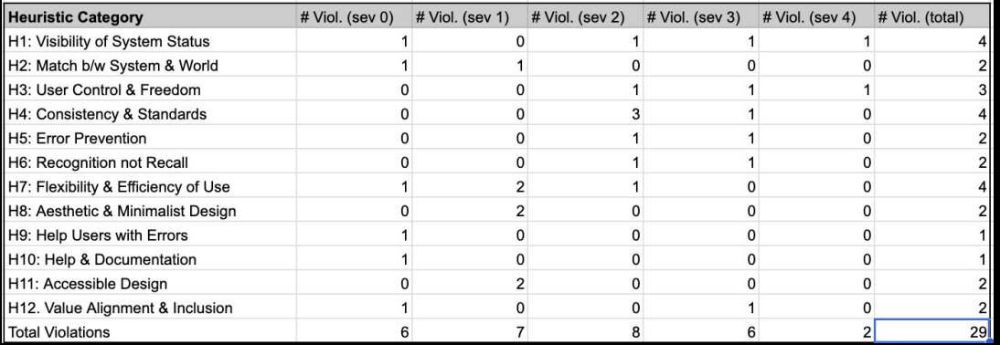 Heuristic Category # Viol. (sev 0) # Viol. (sev 1) # Viol. (sev 2) # Viol. (sev 3) # Viol. (sev 4) # Viol. (total)
H1: Visibility of System Status 1 0 1 1 1 4
H2: Match b/w System & World 1 1 0 0 0 2
H3: User Control & Freedom 0 0 1 1 1 3
H4: Consistency & Standards 0 0 3 1 0 4
H5: Error Prevention 0 0 1 1 0 2
H6: Recognition not Recall 0 0 1 1 0 2
H7: Flexibility & Efficiency of Use 1 2 1 0 0 4
H8: Aesthetic & Minimalist Design 0 2 0 0 0 2
H9: Help Users with Errors 1 0 0 0 0 1
H10: Help & Documentation 1 0 0 0 0 1
H11: Accessible Design 0 2 0 0 0 2
H12. Value Alignment & Inclusion 1 0 0 1 0 2
Total Violations 6 7 8 6 2 29